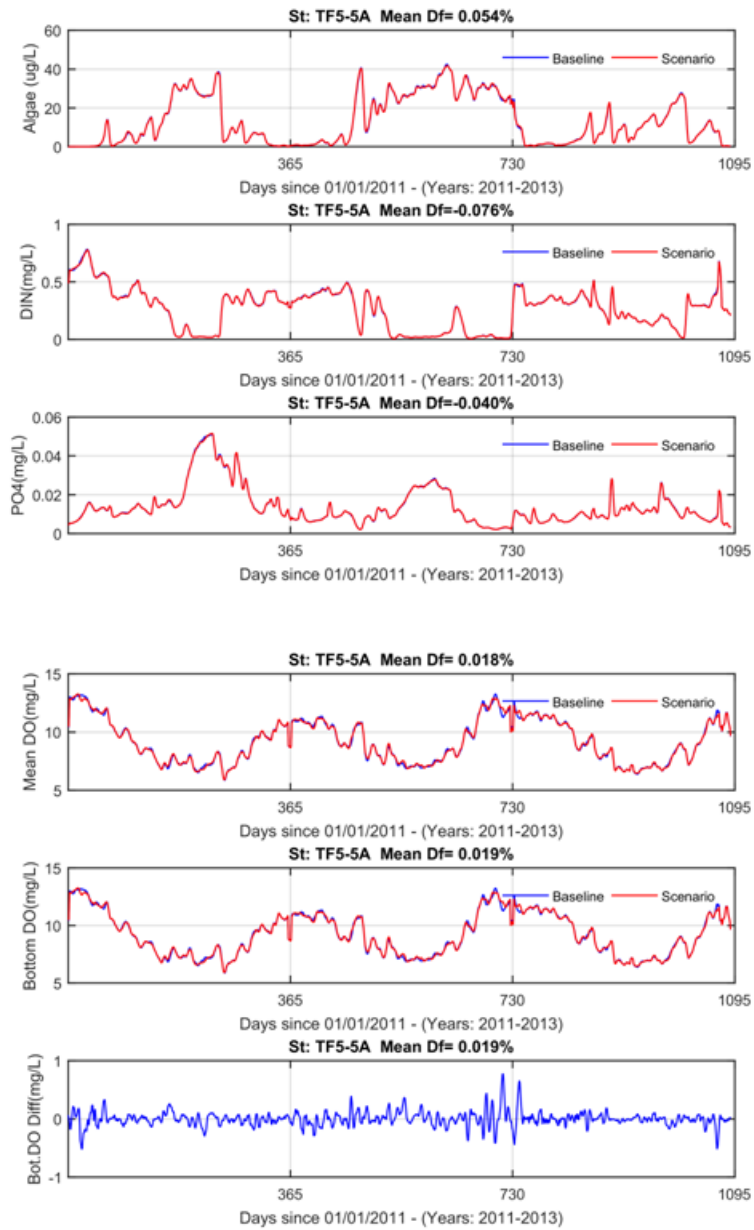 St: TF5-5A Mean Df= 0.054%
60
40
20
0
Algae (ug/L)
Baseline Scenario
365 730 1095
Days since 01/01/2011 - (Years: 2011-2013)
St: TF5-5A Mean Df=-0.076%
1
0.5
0
DIN(mg/L)
Baseline Scenario
365 730 1095
Days since 01/01/2011 - (Years: 2011-2013)
St: TF5-5A Mean Df=-0.040%
0.06
0.04
0.02
0
PO4(mg/L)
Baseline Scenario
365 730 1095
Days since 01/01/2011 - (Years: 2011-2013)
St: TF5-5A Mean Df= 0.018%
15
10
5
Mean DO(mg/L)
Baseline Scenario
365 730 1095
Days since 01/01/2011 - (Years: 2011-2013)
St: TF5-5A Mean Df= 0.019%
15
10
5
Bottom DO(mg/L)
Baseline Scenario
365 730 1095
Days since 01/01/2011 - (Years: 2011-2013)
St: TF5-5A Mean Df= 0.019%
1
0
-1
Bot.DO Diff(mg/L)
365 730 1095
Days since 01/01/2011 - (Years: 2011-2013)